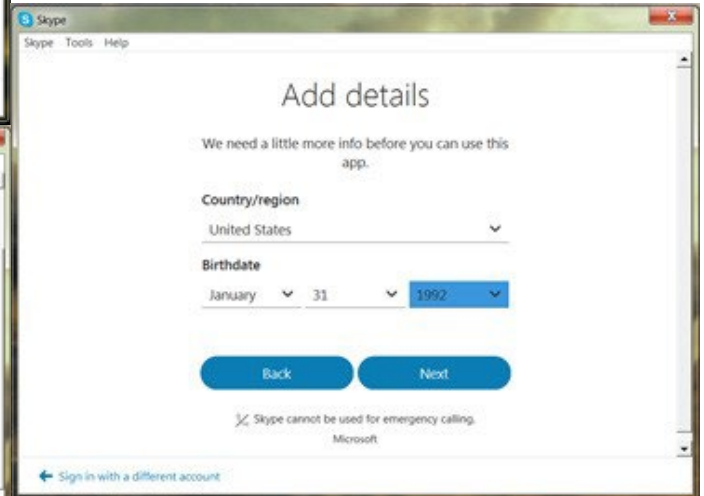 Skype
Skype Tools Help
Add details
We need a little more info before you can use this
app.
Country/region
United States
Birthdate
January 31 1992
Back Next
Skype cannot be used for emergency calling.
Microsoft
Sign in with a different account